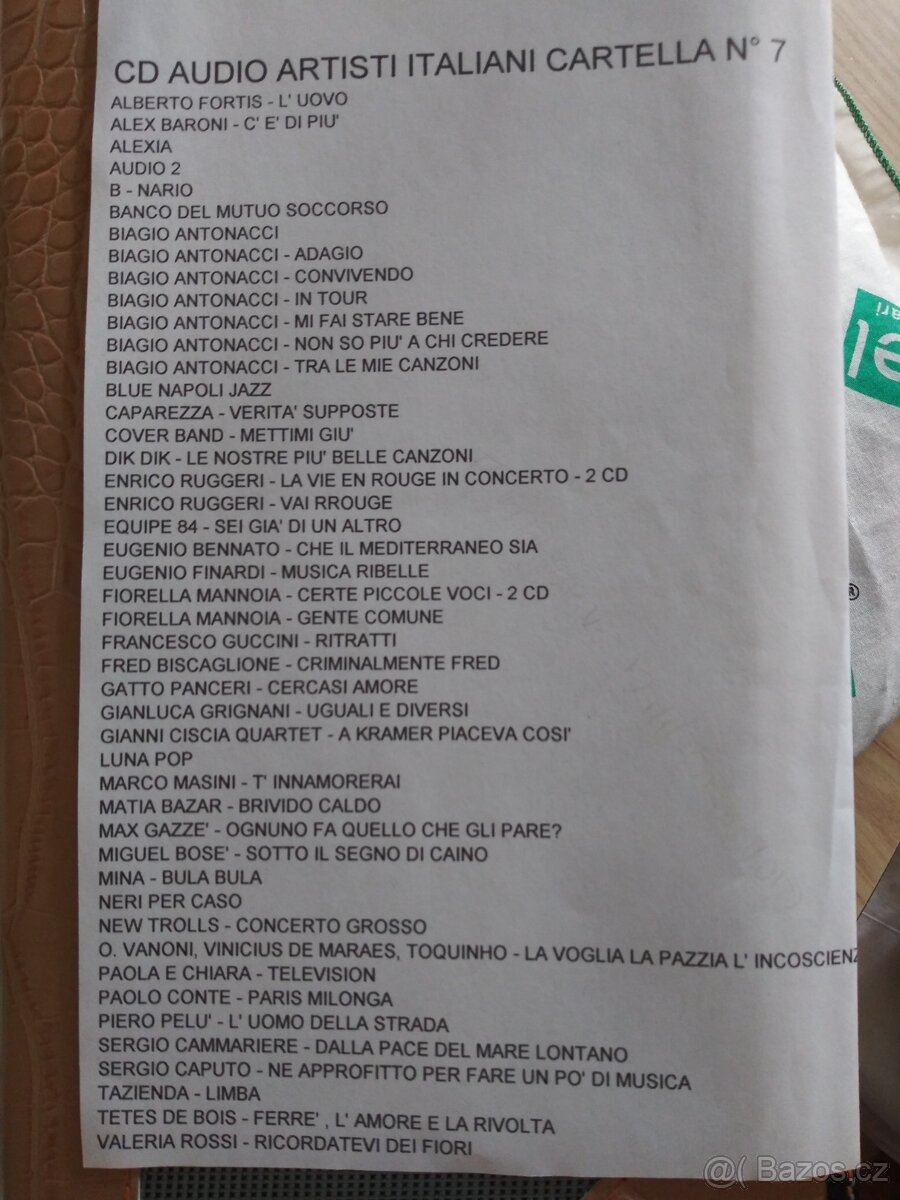 CD AUDIO ARTISTI ITALIANI CARTELLA N° 7
ALBERTO FORTIS - L' UOVO
ALEX BARONI - C' E' DI PIU'
ALEXIA
AUDIO 2
B - NARIO
BANCO DEL MUTUO SOCCORSO
BIAGIO ANTONACCI
BIAGIO ANTONACCI - ADAGIO
BIAGIO ANTONACCI - CONVIVENDO
BIAGIO ANTONACCI - IN TOUR
BIAGIO ANTONACCI - MI FAI STARE BENE
BIAGIO ANTONACCI - NON SO PIU' A CHI CREDERE
BIAGIO ANTONACCI - TRA LE MIE CANZONI
BLUE NAPOLI JAZZ
CAPAREZZA - VERITA' SUPPOSTE
COVER BAND - METTIMI GIU'
DIK DIK - LE NOSTRE PIU' BELLE CANZONI
ENRICO RUGGERI - LA VIE EN ROUGE IN CONCERTO - 2 CD
ENRICO RUGGERI - VAI RROUGE
EQUIPE 84 - SEI GIA' DI UN ALTRO
EUGENIO BENNATO - CHE IL MEDITERRANEO SIA
EUGENIO FINARDI - MUSICA RIBELLE
FIORELLA MANNOIA - CERTE PICCOLE VOCI - 2 CD
FIORELLA MANNOIA - GENTE COMUNE
FRANCESCO GUCCINI - RITRATTI
FRED BISCAGLIONE - CRIMINALMENTE FRED
GATTO PANCERI - CERCASI AMORE
GIANLUCA GRIGNANI - UGUALI E DIVERSI
GIANNI CISCIA QUARTET - A KRAMER PIACEVA COSI'
LUNA POP
MARCO MASINI - T' INNAMORERAI
MATIA BAZAR - BRIVIDO CALDO
MAX GAZZE' - OGNUNO FA QUELLO CHE GLI PARE?
MIGUEL BOSE' - SOTTO IL SEGNO DI CAINO
MINA - BULA BULA
NERI PER CASO
NEW TROLLS - CONCERTO GROSSO
O. VANONI, VINICIUS DE MARAES, TOQUINHO - LA VOGLIA LA PAZZIA L' INCOSCIENZ
PAOLA E CHIARA - TELEVISION
PAOLO CONTE - PARIS MILONGA
PIERO PELU' - L' UOMO DELLA STRADA
SERGIO CAMMARIERE - DALLA PACE DEL MARE LONTANO
SERGIO CAPUTO - NE APPROFITTO PER FARE UN PO' DI MUSICA
TAZIENDA - LIMBA
TETES DE BOIS - FERRE' , L' AMORE E LA RIVOLTA
VALERIA ROSSI - RICORDATEVI DEI FIORI
el
®
@( Bazos.cz